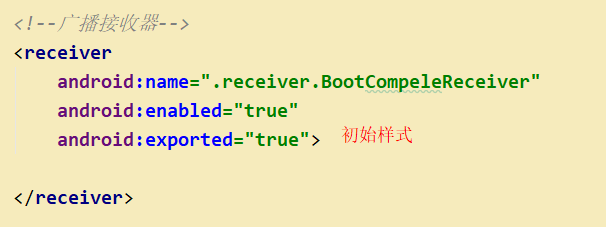 <!--广播接收器-->
<receiver
android:name=".receiver.BootCompeleReceiver"
android:enabled="true"
android:exported="true"> 初始样式
</receiver>